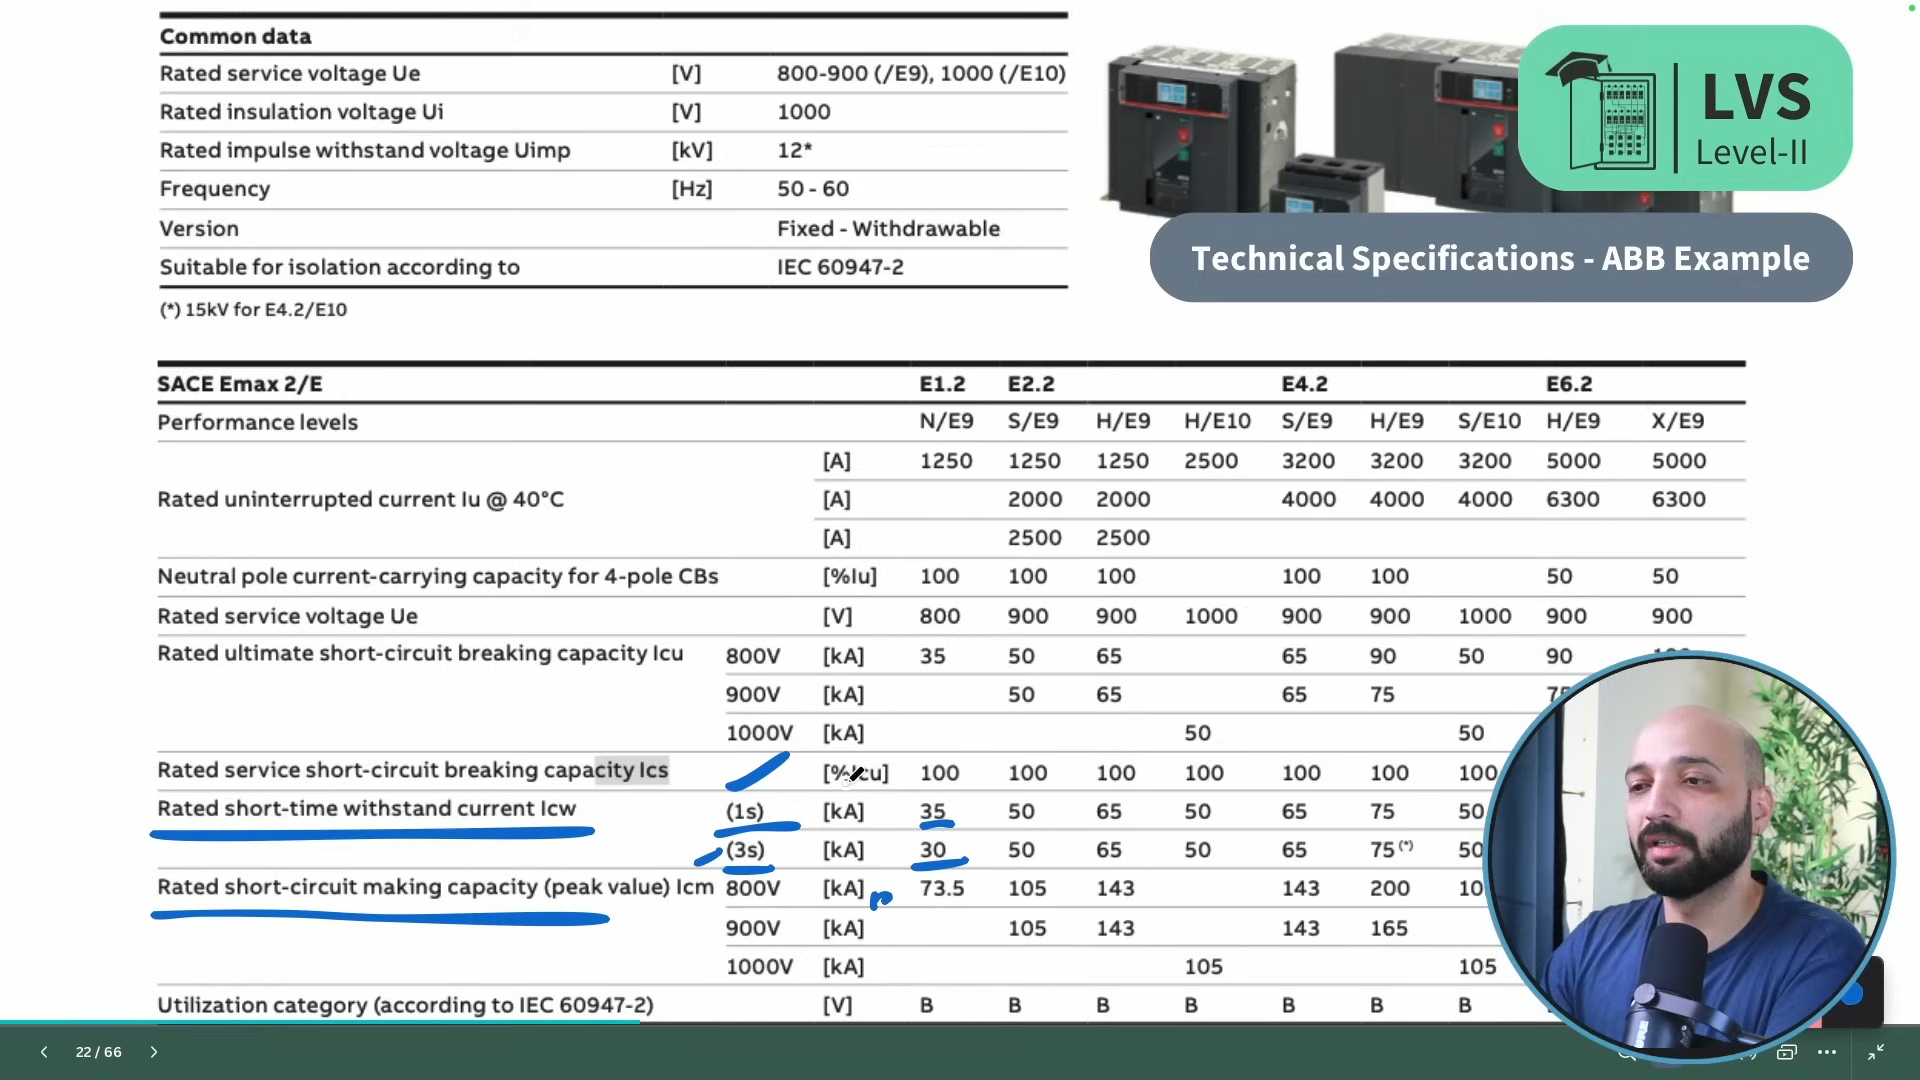 Common data
Rated service voltage Ue [V] 800-900 (/E9), 1000 (/E10)
Rated insulation voltage Ui [V] 1000
Rated impulse withstand voltage Uimp [kV] 12*
Frequency [Hz] 50 - 60
Version Fixed - Withdrawable
Suitable for isolation according to IEC 60947-2
(*) 15kV for E4.2/E10
LVS
Level-II
Technical Specifications - ABB Example
SACE Emax 2/E E1.2 E2.2 E4.2 E6.2
Performance levels N/E9 S/E9 H/E9 H/E10 S/E9 H/E9 S/E10 H/E9 X/E9
[A] 1250 1250 1250 2500 3200 3200 3200 5000 5000
Rated uninterrupted current Iu @ 40°C [A] 2000 2000 4000 4000 4000 6300 6300
[A] 2500 2500
Neutral pole current-carrying capacity for 4-pole CBs [%Iu] 100 100 100 100 100 50 50
Rated service voltage Ue [V] 800 900 900 1000 900 900 1000 900 900
Rated ultimate short-circuit breaking capacity Icu 800V [kA] 35 50 65 65 90 50 90
900V [kA] 50 65 65 75
1000V [kA] 50 50
Rated service short-circuit breaking capacity Ics [%Icu] 100 100 100 100 100 100 100
Rated short-time withstand current Icw (1s) [kA] 35 50 65 50 65 75 50
(3s) [kA] 30 50 65 50 65 75 (*) 50
Rated short-circuit making capacity (peak value) Icm 800V [kA] 73.5 105 143 143 200
900V [kA] 105 143 143 165
1000V [kA] 105 105
Utilization category (according to IEC 60947-2) [V] B B B B B B B
22 / 66